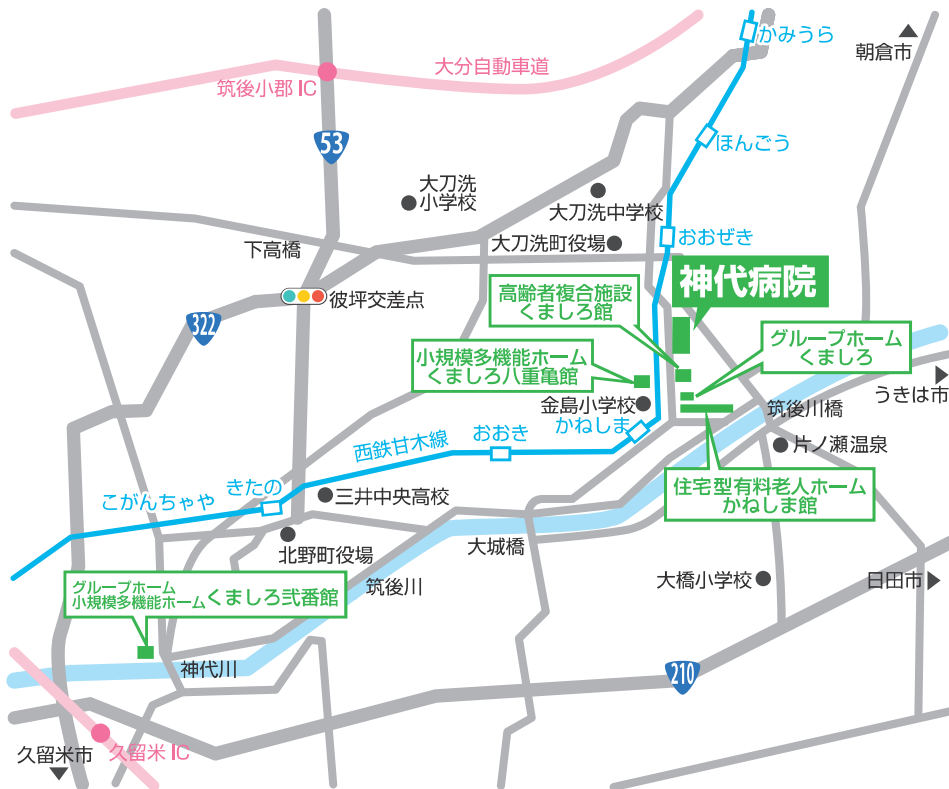 かみうら
朝倉市
大分自動車道
筑後小郡IC
53
ほんごう
大刀洗
小学校
大刀洗中学校
下高橋
大刀洗町役場
おおぜき
神代病院
高齢者複合施設
くましろ館
彼坪交差点
322
グループホーム
くましろ
小規模多機能ホーム
くましろ八重亀館
うきは市
金島小学校
筑後川橋
かねしま
おおき
西鉄甘木線
片ノ瀬温泉
きたの
こがんちゃや
三井中央高校
住宅型有料老人ホーム
かねしま館
北野町役場
大城橋
筑後川
大橋小学校
日田市
グループホーム
小規模多機能ホーム
くましろ弐番館
神代川
210
久留米市
久留米IC